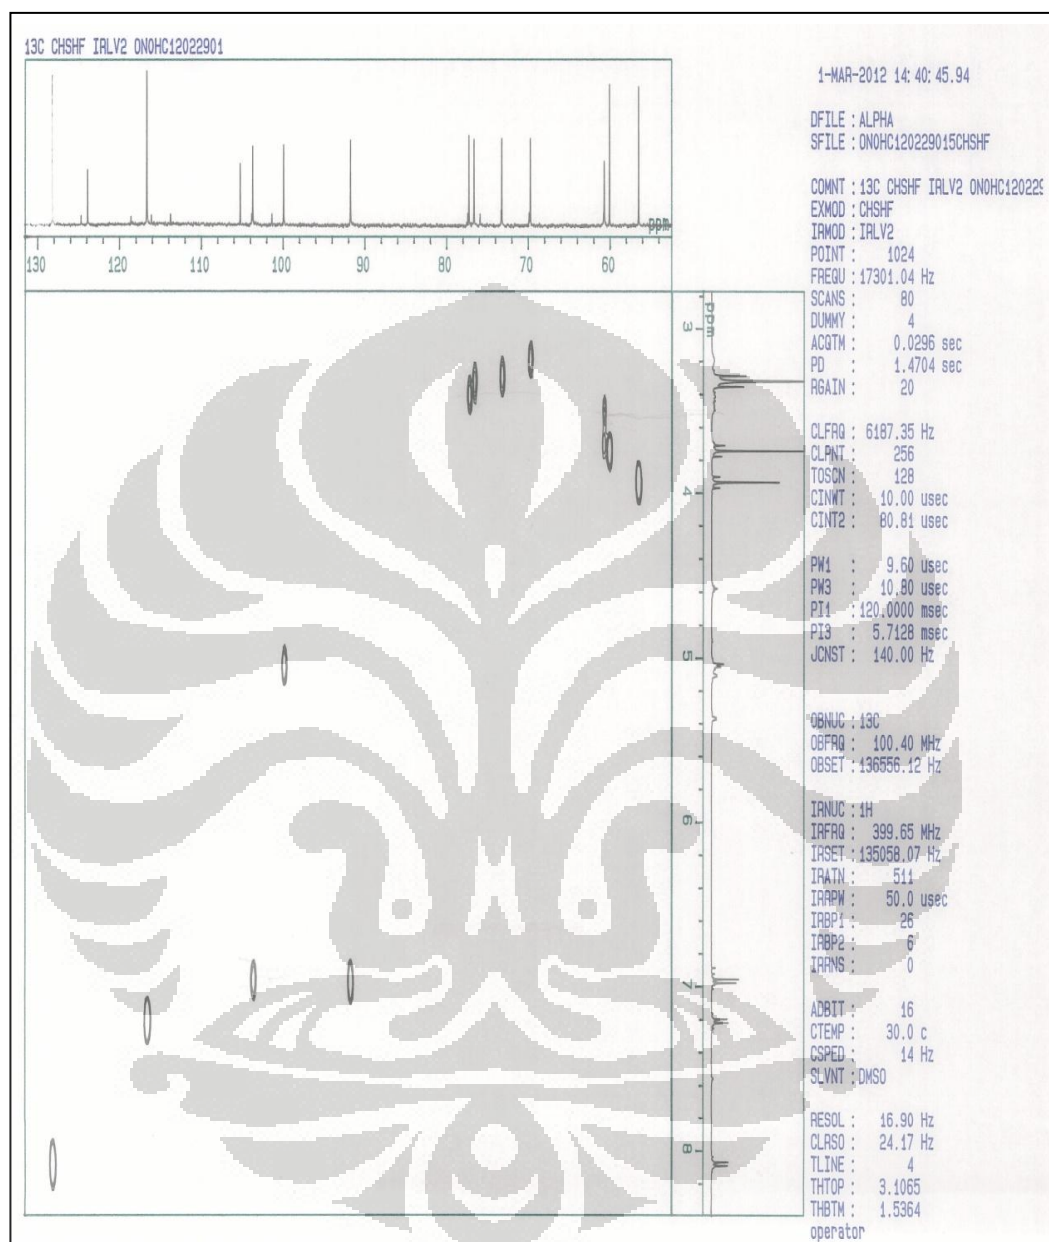 13C CHSHF IRLV2 ON0HC12022901
1-MAR-2012 14:40:45.94
DFILE : ALPHA
SFILE : ON0HC120229015CHSHF
COMNT : 13C CHSHF IRLV2 ON0HC120229
EXMOD : CHSHF
IRMOD : IRLV2
POINT : 1024
FREQU : 17301.04 Hz
SCANS : 80
DUMMY : 4
ACQTM : 0.0296 sec
PD : 1.4704 sec
RGAIN : 20
CLFRQ : 6187.35 Hz
CLPNT : 256
TOSCN : 128
CINWT : 10.00 usec
CINT2 : 80.81 usec
PW1 : 9.60 usec
PW3 : 10.80 usec
PI1 : 120.0000 msec
PI3 : 5.7128 msec
JCNST : 140.00 Hz
OBNUC : 13C
OBFRQ : 100.40 MHz
OBSET : 136556.12 Hz
IRNUC : 1H
IRFRQ : 399.65 MHz
IRSET : 135058.07 Hz
IRATN : 511
IRRPW : 50.0 usec
IRBP1 : 26
IRBP2 : 6
IRRNS : 0
ADBIT : 16
CTEMP : 30.0 c
CSPED : 14 Hz
SLVNT : DMSO
RESOL : 16.90 Hz
CLRSO : 24.17 Hz
TLINE : 4
THTOP : 3.1065
THBTM : 1.5364
operator
ppm
130 120 110 100 90 80 70 60
ppm
3
4
5
6
7
8